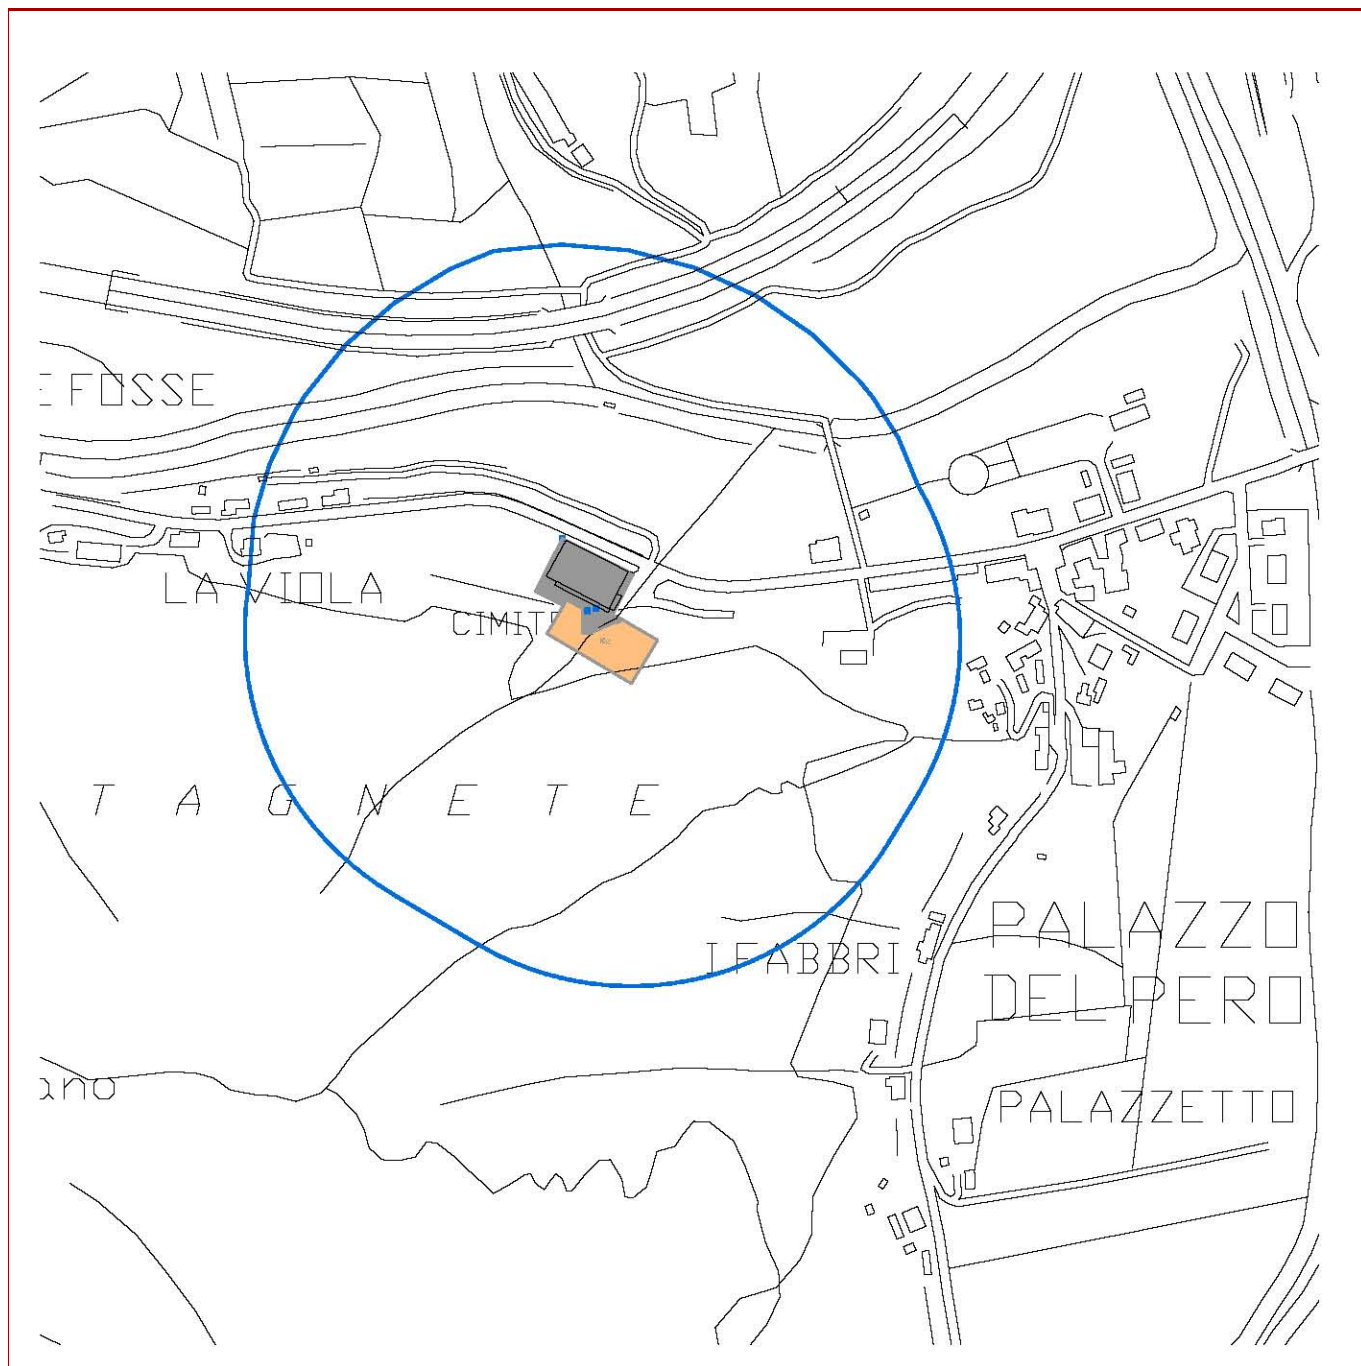 E FOSSE
LA VIOLA
CIMIT
T A G N E T E
I FABBRI
PALAZZO
DEL PERO
ano
PALAZZETTO